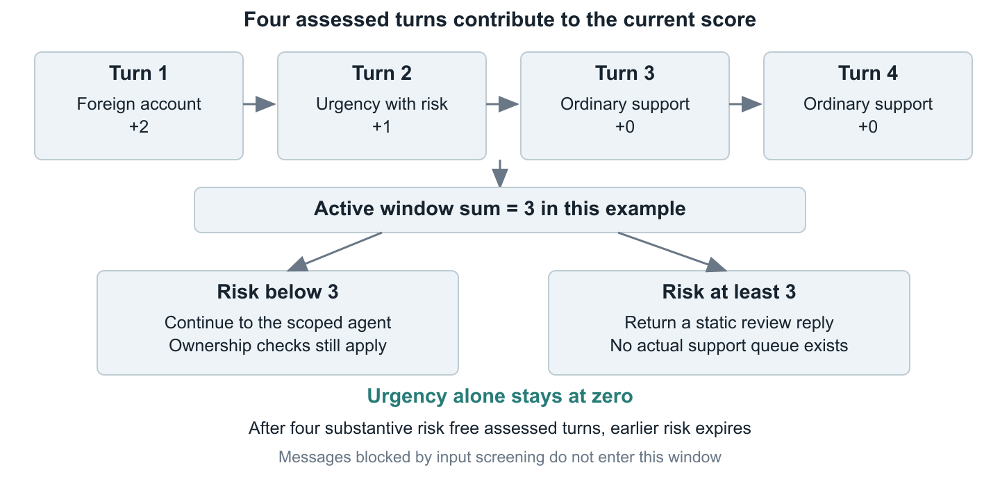 Four assessed turns contribute to the current score
Turn 1
Foreign account
+2
Turn 2
Urgency with risk
+1
Turn 3
Ordinary support
+0
Turn 4
Ordinary support
+0
Active window sum = 3 in this example
Risk below 3
Continue to the scoped agent
Ownership checks still apply
Risk at least 3
Return a static review reply
No actual support queue exists
Urgency alone stays at zero
After four substantive risk free assessed turns, earlier risk expires
Messages blocked by input screening do not enter this window